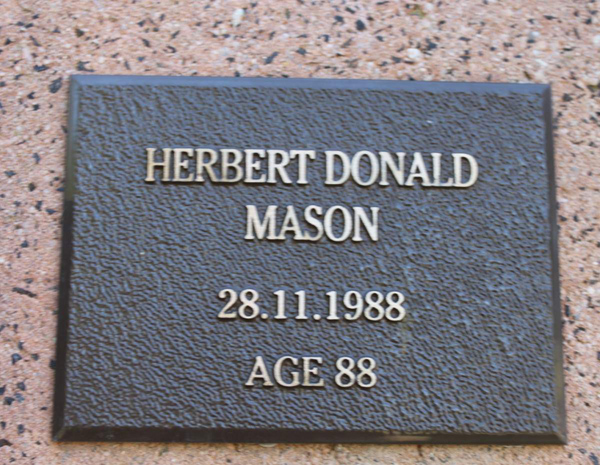 HERBERT DONALD
MASON
28.11.1988
AGE 88